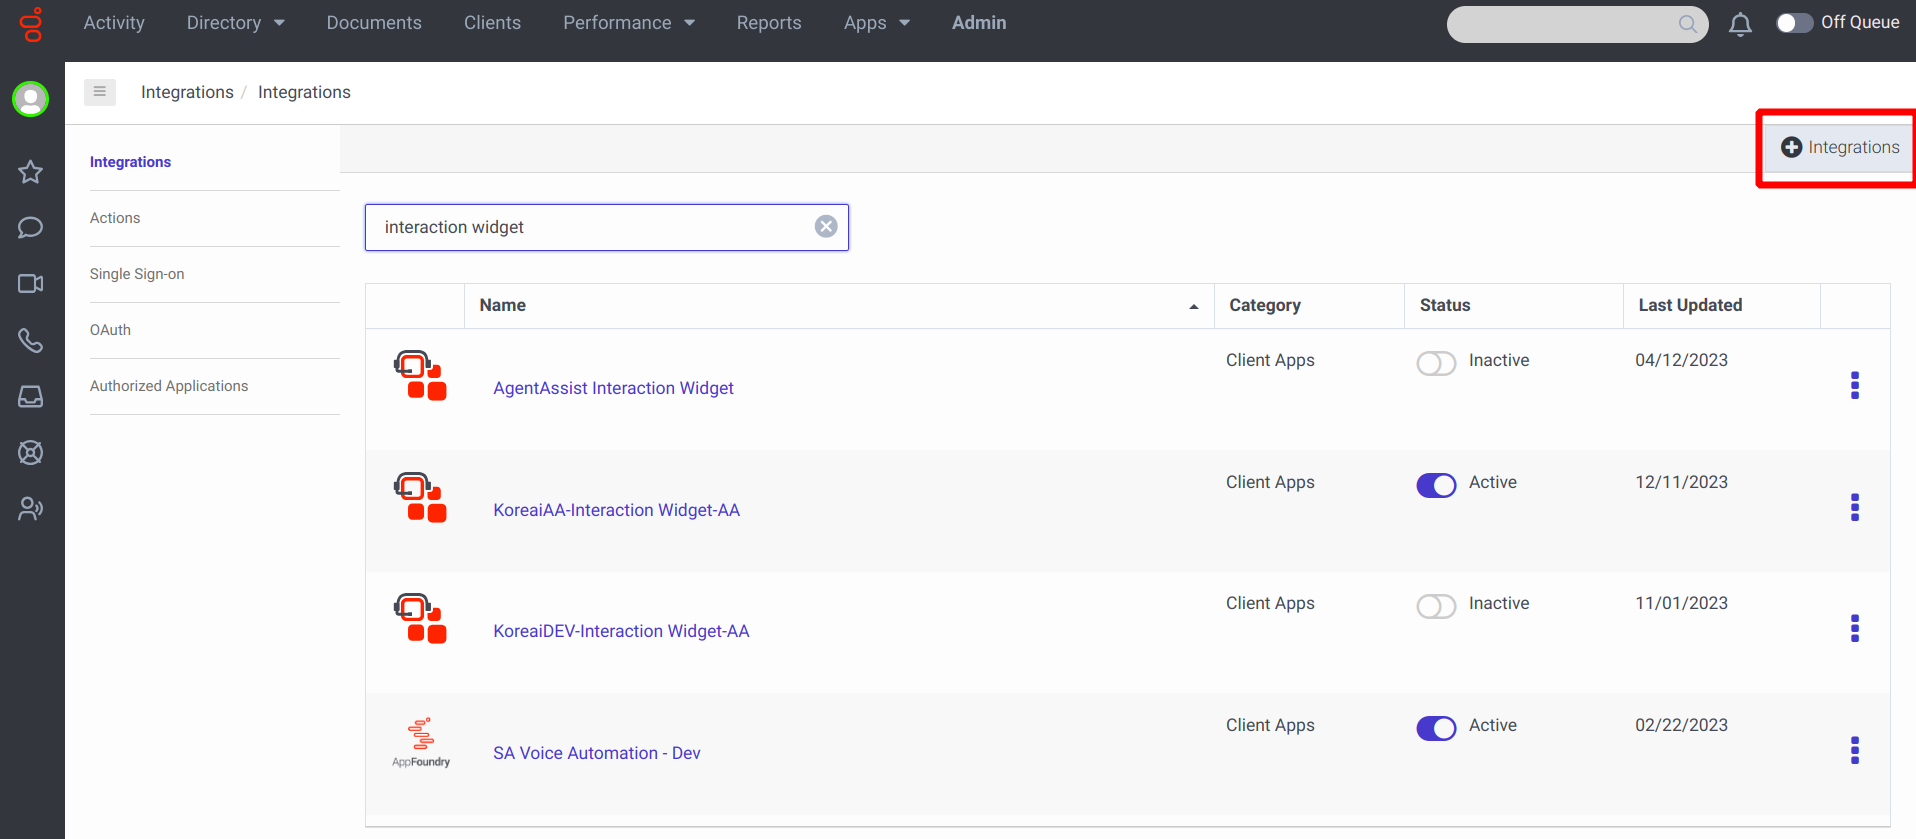 Activity Directory Documents Clients Performance Reports Apps Admin Off Queue
Integrations / Integrations
Integrations
Integrations
Actions
Single Sign-on
OAuth
Authorized Applications
interaction widget
Name Category Status Last Updated
AgentAssist Interaction Widget Client Apps Inactive 04/12/2023
KoreaiAA-Interaction Widget-AA Client Apps Active 12/11/2023
KoreaiDEV-Interaction Widget-AA Client Apps Inactive 11/01/2023
AppFoundry SA Voice Automation - Dev Client Apps Active 02/22/2023